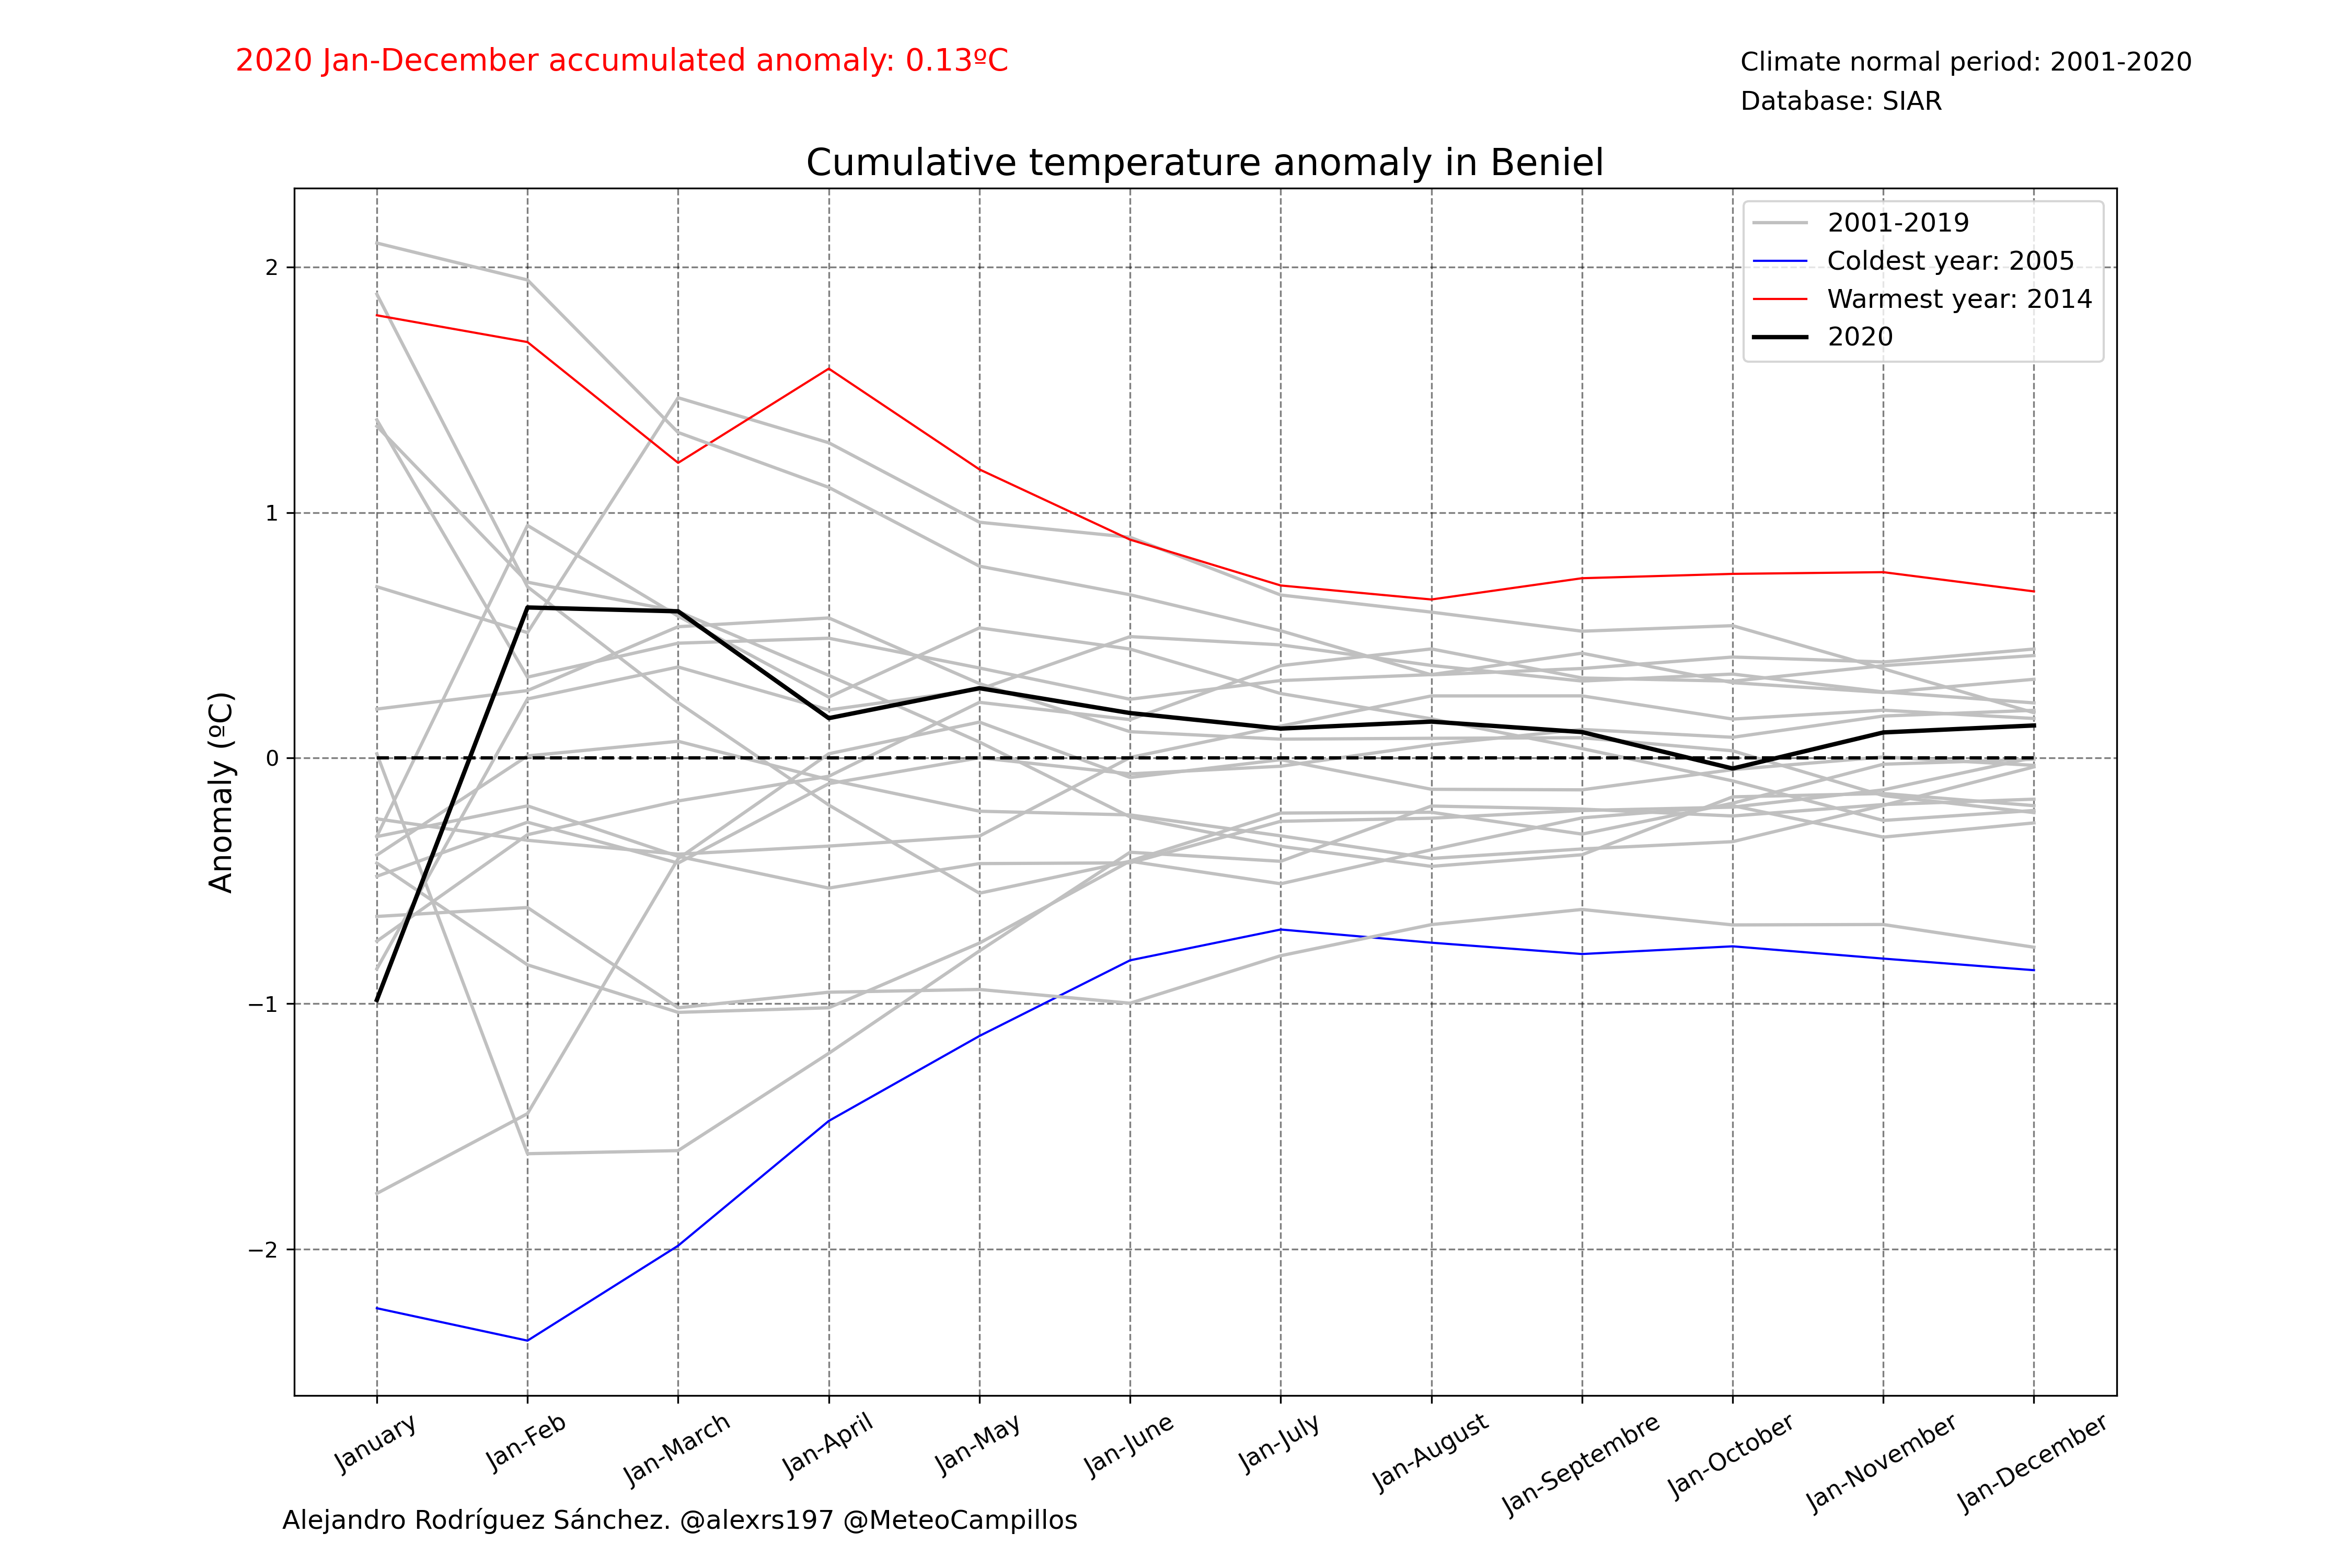 2020 Jan-December accumulated anomaly: 0.13ºC
Climate normal period: 2001-2020
Database: SIAR
Cumulative temperature anomaly in Beniel
2001-2019
Coldest year: 2005
Warmest year: 2014
2020
Anomaly (ºC)
2
1
0
−1
−2
January
Jan-Feb
Jan-March
Jan-April
Jan-May
Jan-June
Jan-July
Jan-August
Jan-Septembre
Jan-October
Jan-November
Jan-December
Alejandro Rodríguez Sánchez. @alexrs197 @MeteoCampillos